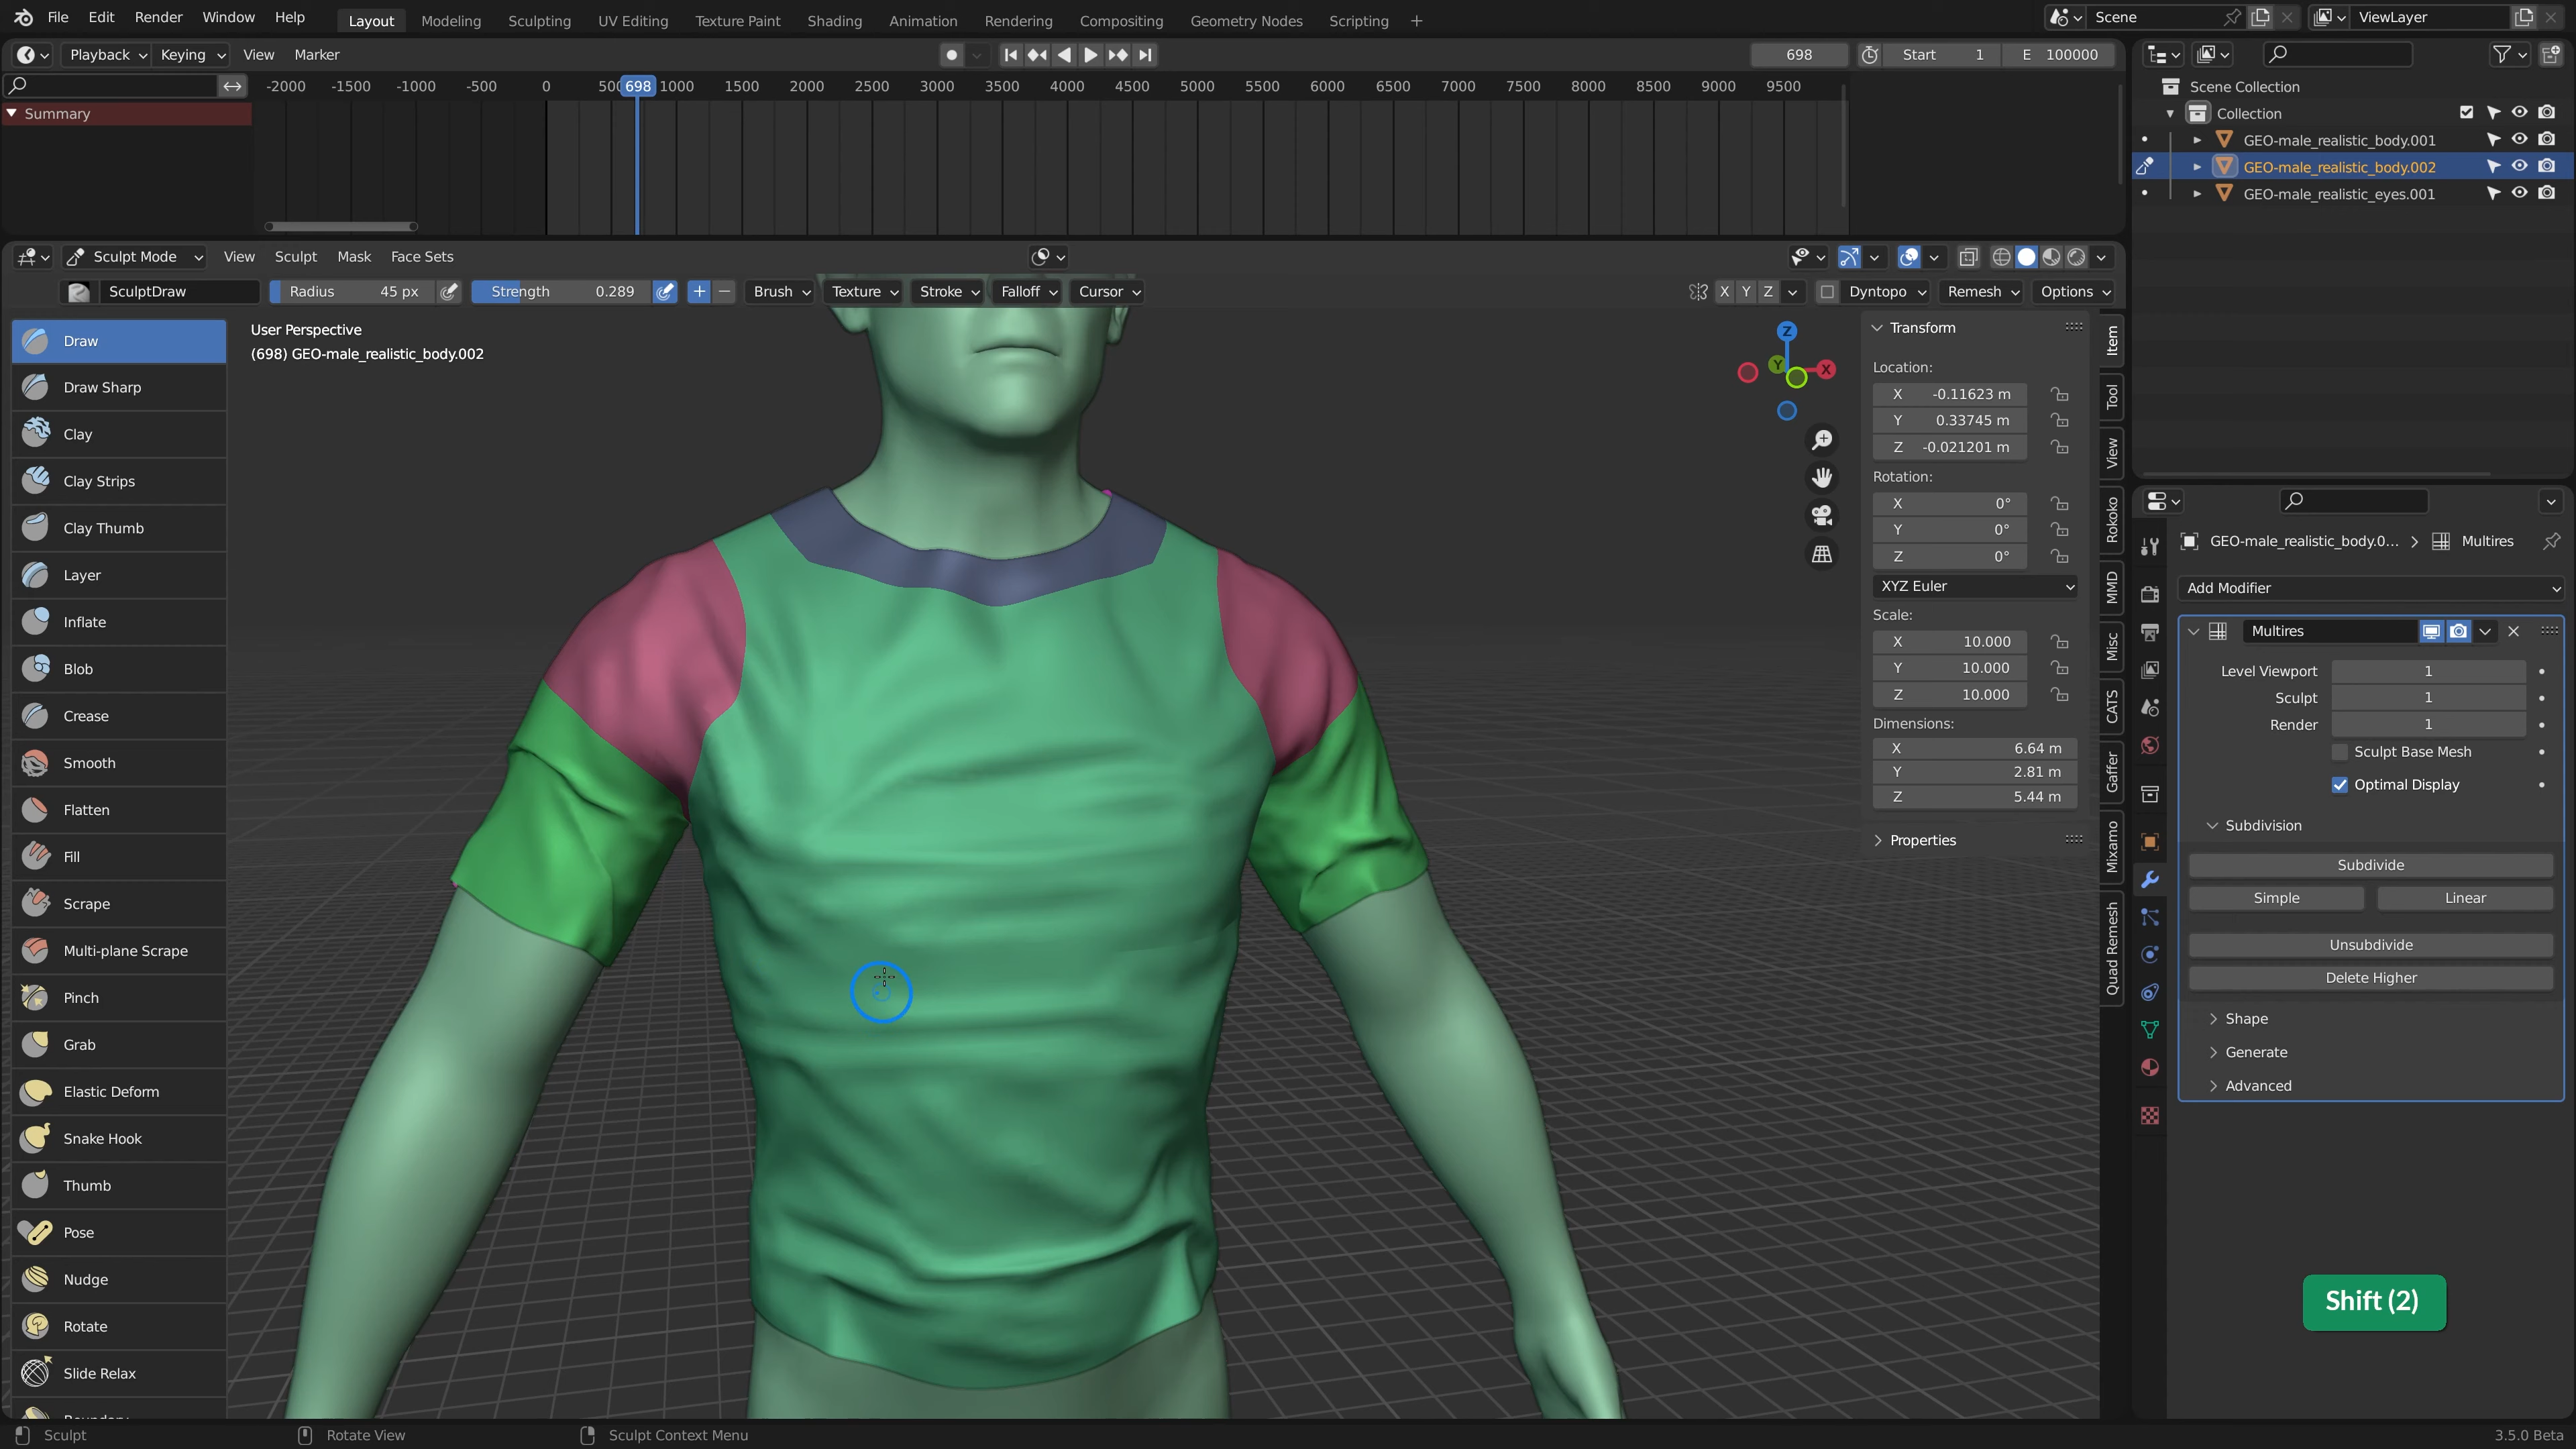 File Edit Render Window Help Layout Modeling Sculpting UV Editing Texture Paint Shading Animation Rendering Compositing Geometry Nodes Scripting + Scene ViewLayer
Playback Keying View Marker 698 Start 1 E 100000
-2000 -1500 -1000 -500 0 500 698 1000 1500 2000 2500 3000 3500 4000 4500 5000 5500 6000 6500 7000 7500 8000 8500 9000 9500
Summary
Scene Collection
Collection
GEO-male_realistic_body.001
GEO-male_realistic_body.002
GEO-male_realistic_eyes.001
Sculpt Mode View Sculpt Mask Face Sets
SculptDraw Radius 45 px Strength 0.289 + − Brush Texture Stroke Falloff Cursor X Y Z Dyntopo Remesh Options
User Perspective
(698) GEO-male_realistic_body.002
Draw
Draw Sharp
Clay
Clay Strips
Clay Thumb
Layer
Inflate
Blob
Crease
Smooth
Flatten
Fill
Scrape
Multi-plane Scrape
Pinch
Grab
Elastic Deform
Snake Hook
Thumb
Pose
Nudge
Rotate
Slide Relax
Z
Y
X
Transform
Location:
X -0.11623 m
Y 0.33745 m
Z -0.021201 m
Rotation:
X 0°
Y 0°
Z 0°
XYZ Euler
Scale:
X 10.000
Y 10.000
Z 10.000
Dimensions:
X 6.64 m
Y 2.81 m
Z 5.44 m
Properties
Item
Tool
View
Rokoko
MMD
Misc
CATS
Gaffer
Mixamo
Quad Remesh
GEO-male_realistic_body.0... Multires
Add Modifier
Multires
Level Viewport 1
Sculpt 1
Render 1
Sculpt Base Mesh
Optimal Display
Subdivision
Subdivide
Simple Linear
Unsubdivide
Delete Higher
Shape
Generate
Advanced
Shift (2)
Sculpt Rotate View Sculpt Context Menu 3.5.0 Beta